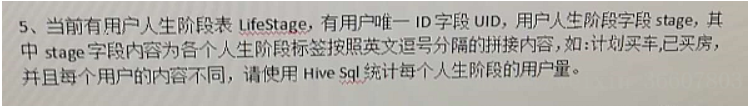 5、当前有用户人生阶段表 LifeStage，有用户唯一 ID 字段 UID，用户人生阶段字段 stage，其
中 stage 字段内容为各个人生阶段标签按照英文逗号分隔的拼接内容，如：计划买车,已买房，
并且每个用户的内容不同，请使用 Hive Sql 统计每个人生阶段的用户量。